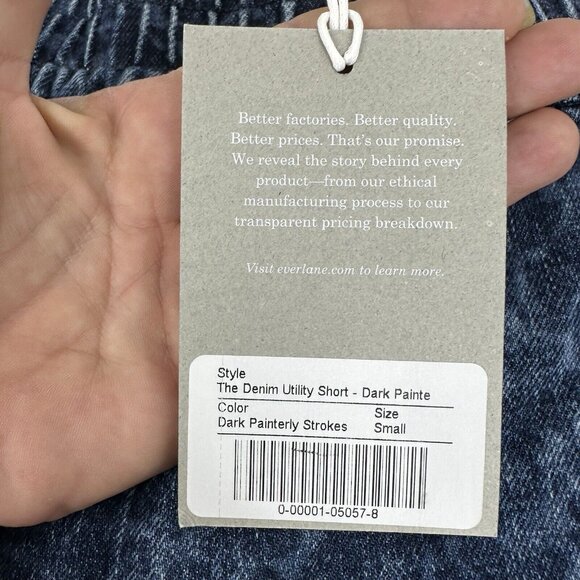 Better factories. Better quality.
Better prices. That's our promise.
We reveal the story behind every
product—from our ethical
manufacturing process to our
transparent pricing breakdown.
Visit everlane.com to learn more.
Style
The Denim Utility Short - Dark Painte
Color Size
Dark Painterly Strokes Small
0-00001-05057-8